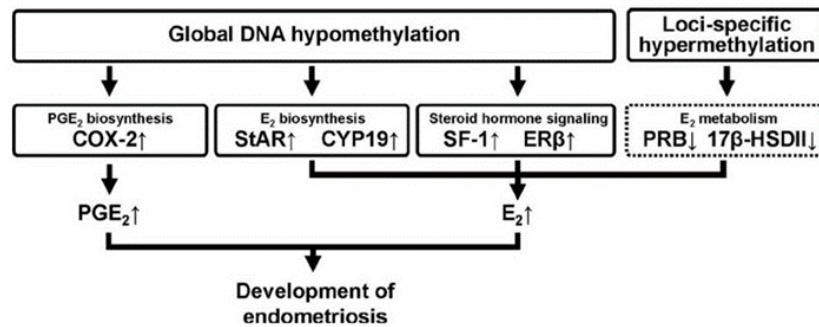 Global DNA hypomethylation
Loci-specific
hypermethylation
PGE₂ biosynthesis
COX-2↑
E₂ biosynthesis
StAR↑ CYP19↑
Steroid hormone signaling
SF-1↑ ERβ↑
E₂ metabolism
PRB↓ 17β-HSDII↓
PGE₂↑
E₂↑
Development of
endometriosis